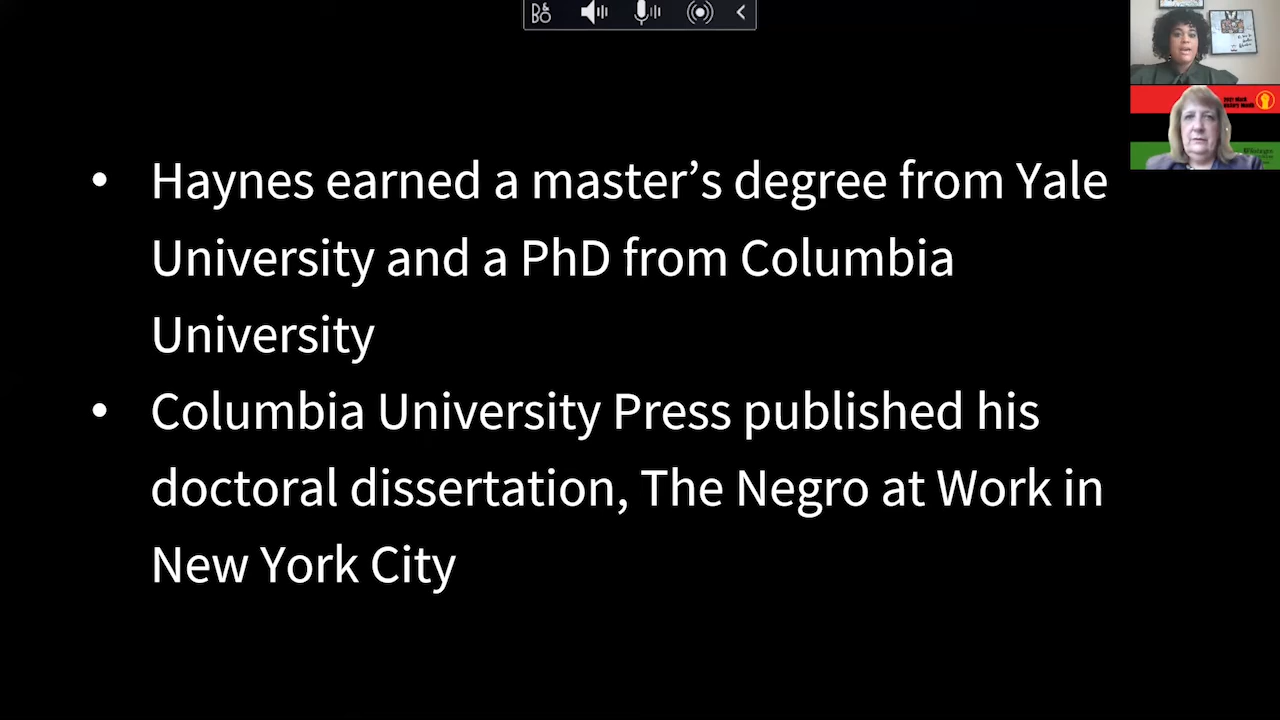 • Haynes earned a master’s degree from Yale
University and a PhD from Columbia
University
• Columbia University Press published his
doctoral dissertation, The Negro at Work in
New York City